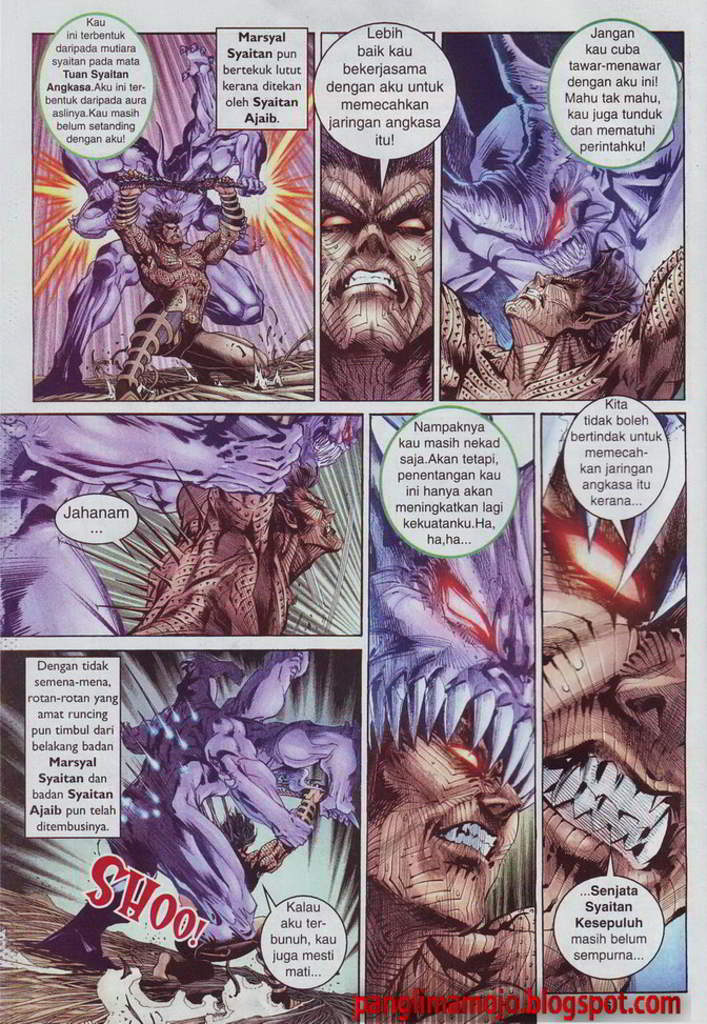 Kau
ini terbentuk
daripada mutiara
syaitan pada mata
Tuan Syaitan
Angkasa.Aku ini ter-
bentuk daripada aura
aslinya.Kau masih
belum setanding
dengan aku!
Marsyal
Syaitan pun
bertekuk lutut
kerana ditekan
oleh Syaitan
Ajaib.
Lebih
baik kau
bekerjasama
dengan aku untuk
memecahkan
jaringan angkasa
itu!
Jangan
kau cuba
tawar-menawar
dengan aku ini!
Mahu tak mahu,
kau juga tunduk
dan mematuhi
perintahku!
Jahanam
...
Nampaknya
kau masih nekad
saja.Akan tetapi,
penentangan kau
ini hanya akan
meningkatkan lagi
kekuatanku.Ha,
ha,ha...
Kita
tidak boleh
bertindak untuk
memecah-
kan jaringan
angkasa itu
kerana...
Dengan tidak
semena-mena,
rotan-rotan yang
amat runcing
pun timbul dari
belakang badan
Marsyal
Syaitan dan
badan Syaitan
Ajaib pun telah
ditembusinya.
SHOO!
Kalau
aku ter-
bunuh, kau
juga mesti
mati...
...Senjata
Syaitan
Kesepuluh
masih belum
sempurna...
panglimamojo.blogspot.com